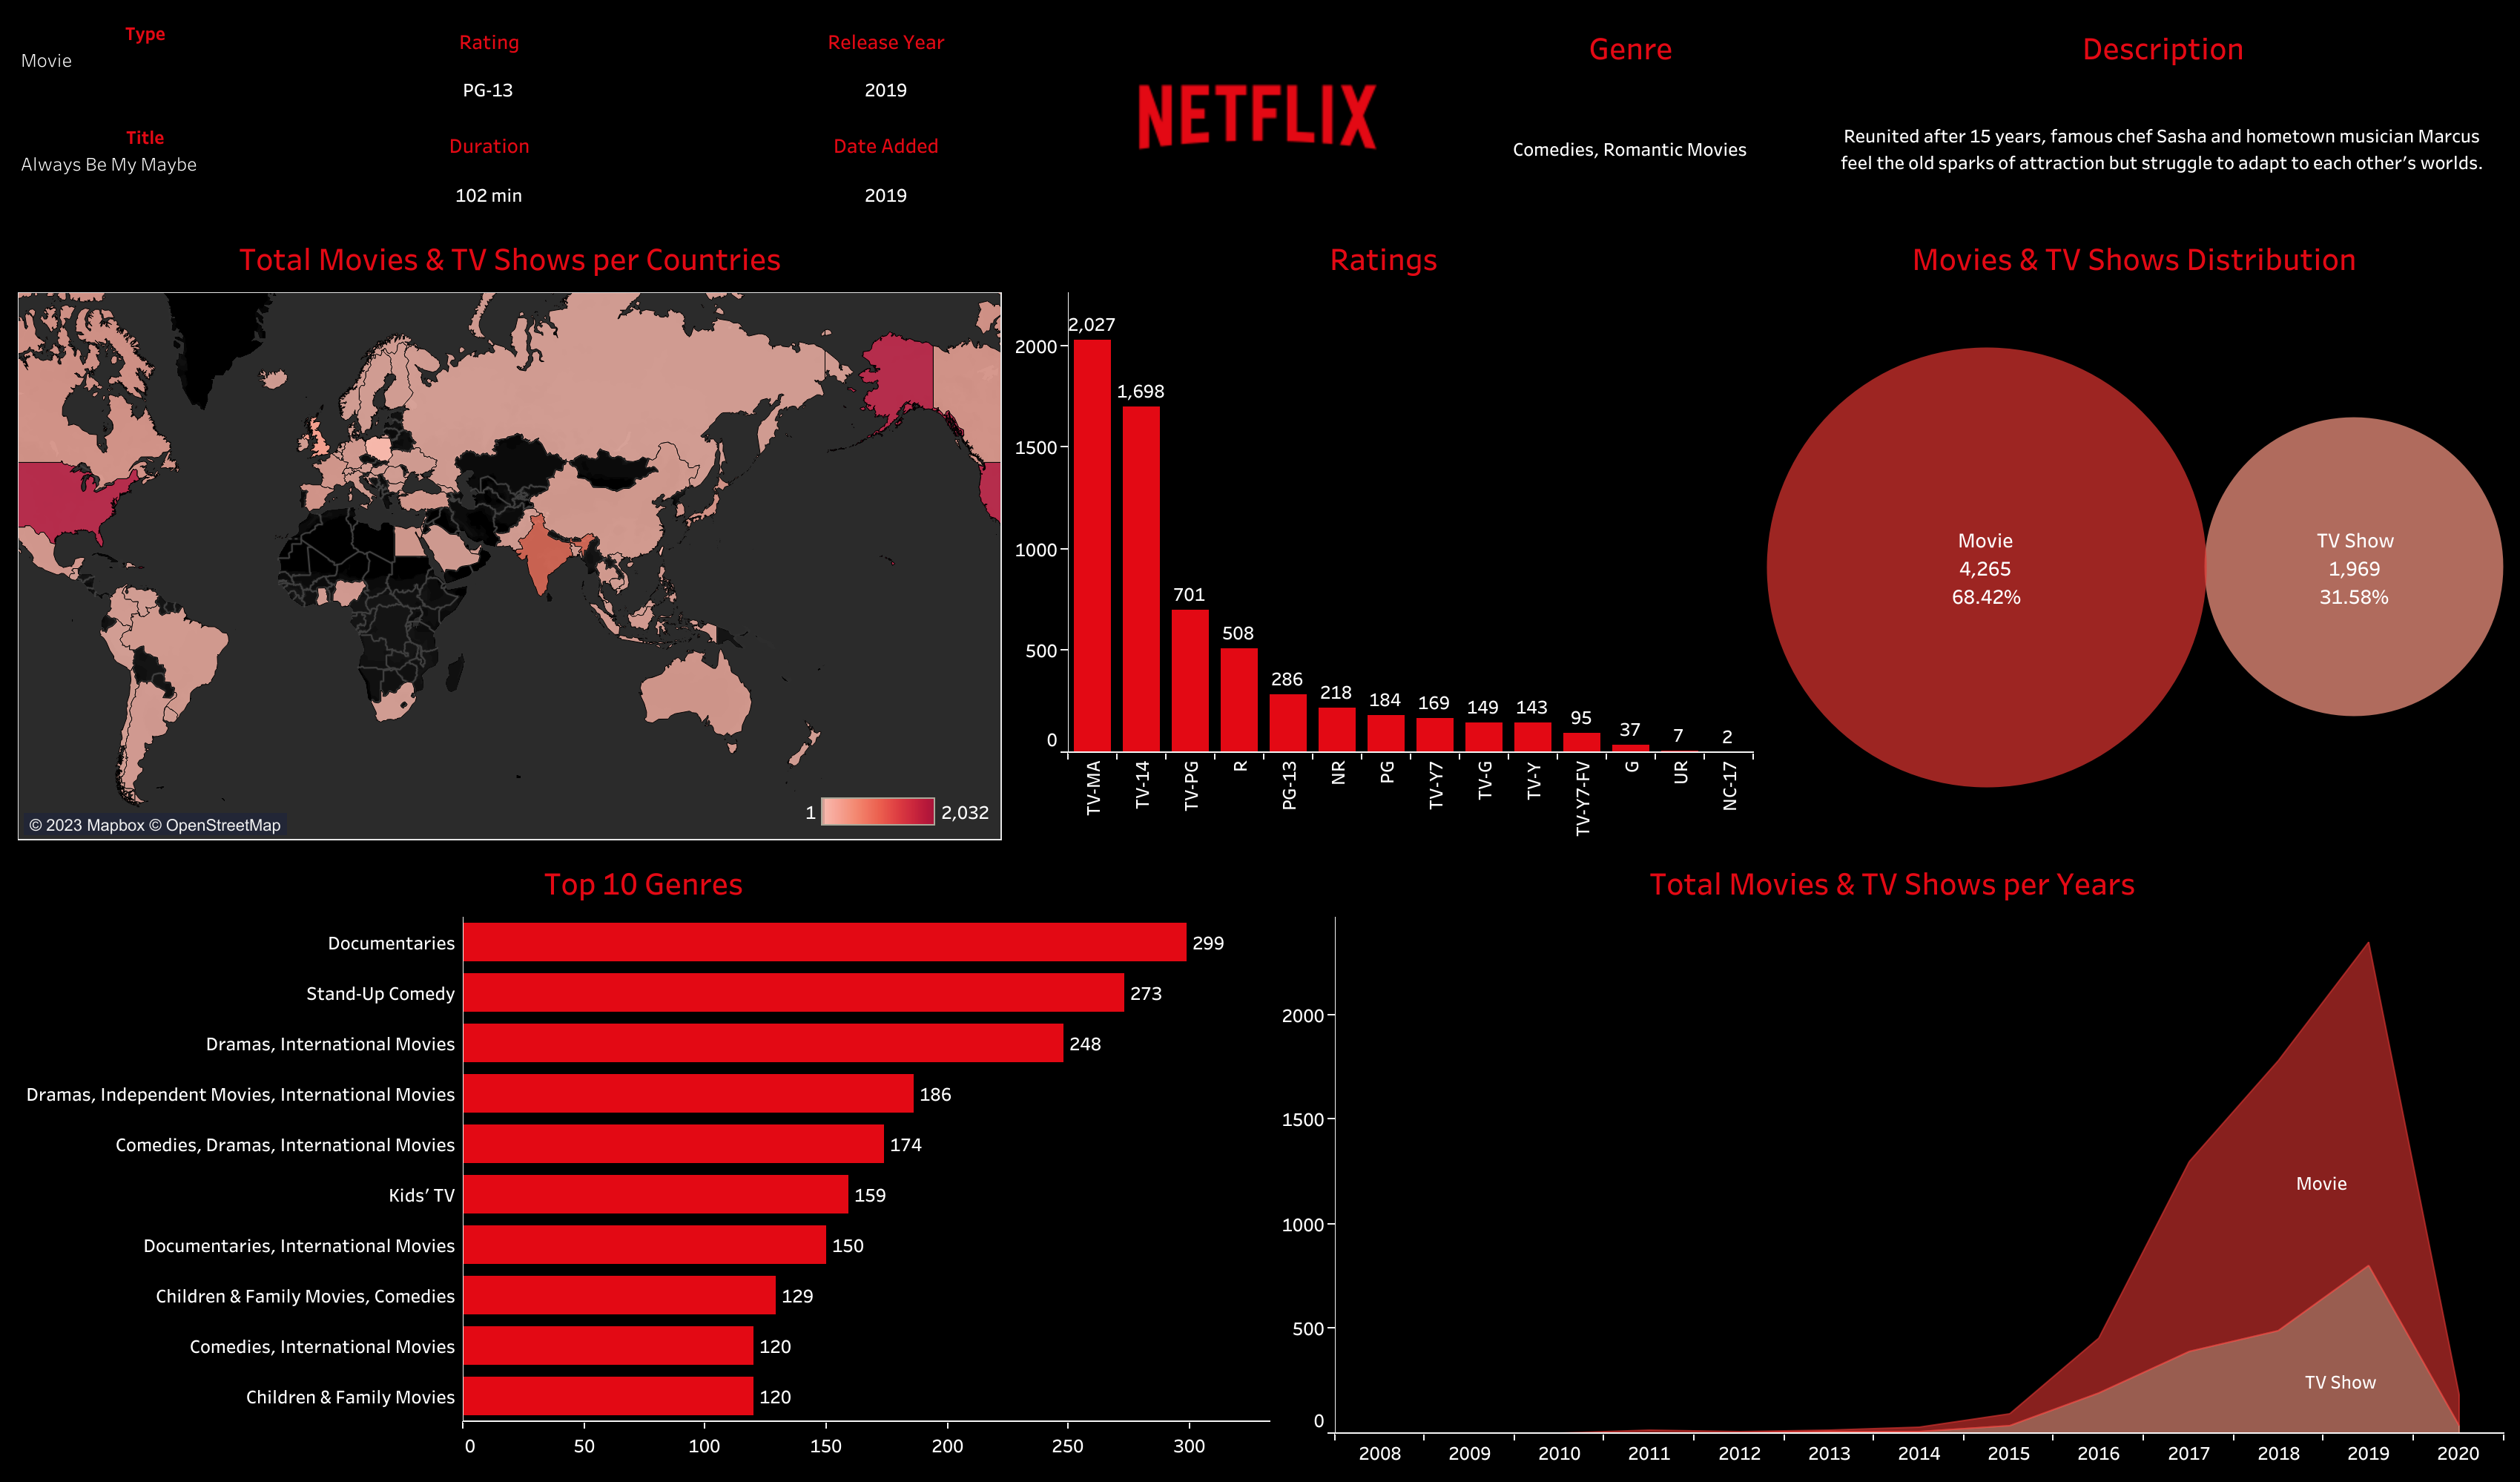 Type
Movie
Rating
PG-13
Release Year
2019
Title
Always Be My Maybe
Duration
102 min
Date Added
2019
NETFLIX
Genre
Comedies, Romantic Movies
Description
Reunited after 15 years, famous chef Sasha and hometown musician Marcus
feel the old sparks of attraction but struggle to adapt to each other’s worlds.
Total Movies & TV Shows per Countries
1
2,032
© 2023 Mapbox © OpenStreetMap
Ratings
2000
1500
1000
500
0
2,027
1,698
701
508
286
218
184
169
149
143
95
37
7
2
TV-MA
TV-14
TV-PG
R
PG-13
NR
PG
TV-Y7
TV-G
TV-Y
TV-Y7-FV
G
UR
NC-17
Movies & TV Shows Distribution
Movie
4,265
68.42%
TV Show
1,969
31.58%
Top 10 Genres
Documentaries
299
Stand-Up Comedy
273
Dramas, International Movies
248
Dramas, Independent Movies, International Movies
186
Comedies, Dramas, International Movies
174
Kids’ TV
159
Documentaries, International Movies
150
Children & Family Movies, Comedies
129
Comedies, International Movies
120
Children & Family Movies
120
0
50
100
150
200
250
300
Total Movies & TV Shows per Years
2000
1500
1000
500
0
Movie
TV Show
2008
2009
2010
2011
2012
2013
2014
2015
2016
2017
2018
2019
2020